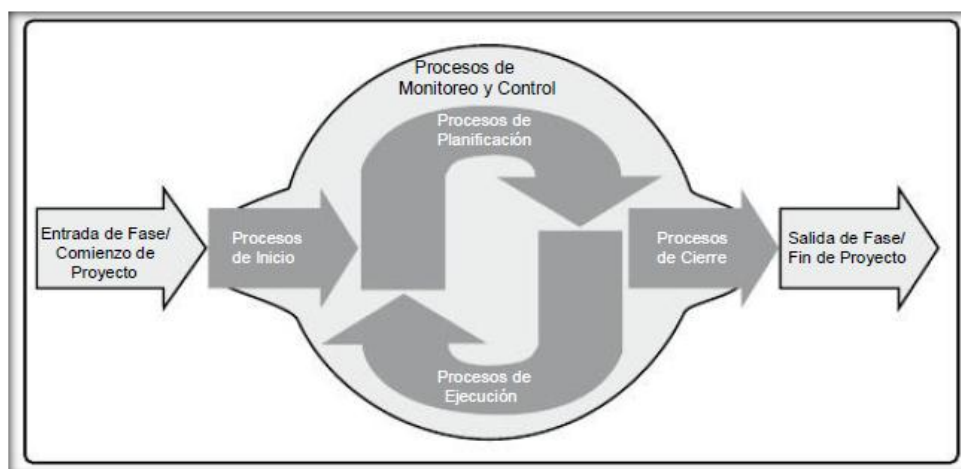 Procesos de
Monitoreo y Control
Procesos de
Planificación
Entrada de Fase/
Comienzo de
Proyecto
Procesos
de Inicio
Procesos
de Cierre
Salida de Fase/
Fin de Proyecto
Procesos de
Ejecución